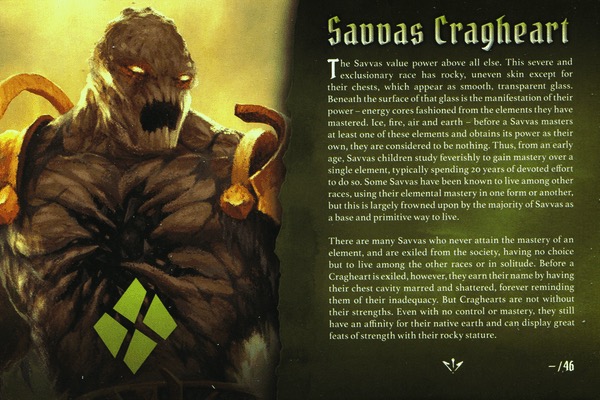 Savvas Cragheart
The Savvas value power above all else. This severe and
exclusionary race has rocky, uneven skin except for
their chests, which appear as smooth, transparent glass.
Beneath the surface of that glass is the manifestation of their
power – energy cores fashioned from the elements they have
mastered. Ice, fire, air and earth – before a Savvas masters
at least one of these elements and obtains its power as their
own, they are considered to be nothing. Thus, from an early
age, Savvas children study feverishly to gain mastery over a
single element, typically spending 20 years of devoted effort
to do so. Some Savvas have been known to live among other
races, using their elemental mastery in one form or another,
but this is largely frowned upon by the majority of Savvas as
a base and primitive way to live.
There are many Savvas who never attain the mastery of an
element, and are exiled from the society, having no choice
but to living among the other races or in solitude. Before a
Cragheart is exiled, however, they earn their name by having
their chest cavity marred and shattered, forever reminding
them of their inadequacy. But Craghearts are not without
their strengths. Even with no control or mastery, they still
have an affinity for their native earth and can display great
feats of strength with their rocky stature.
–/46